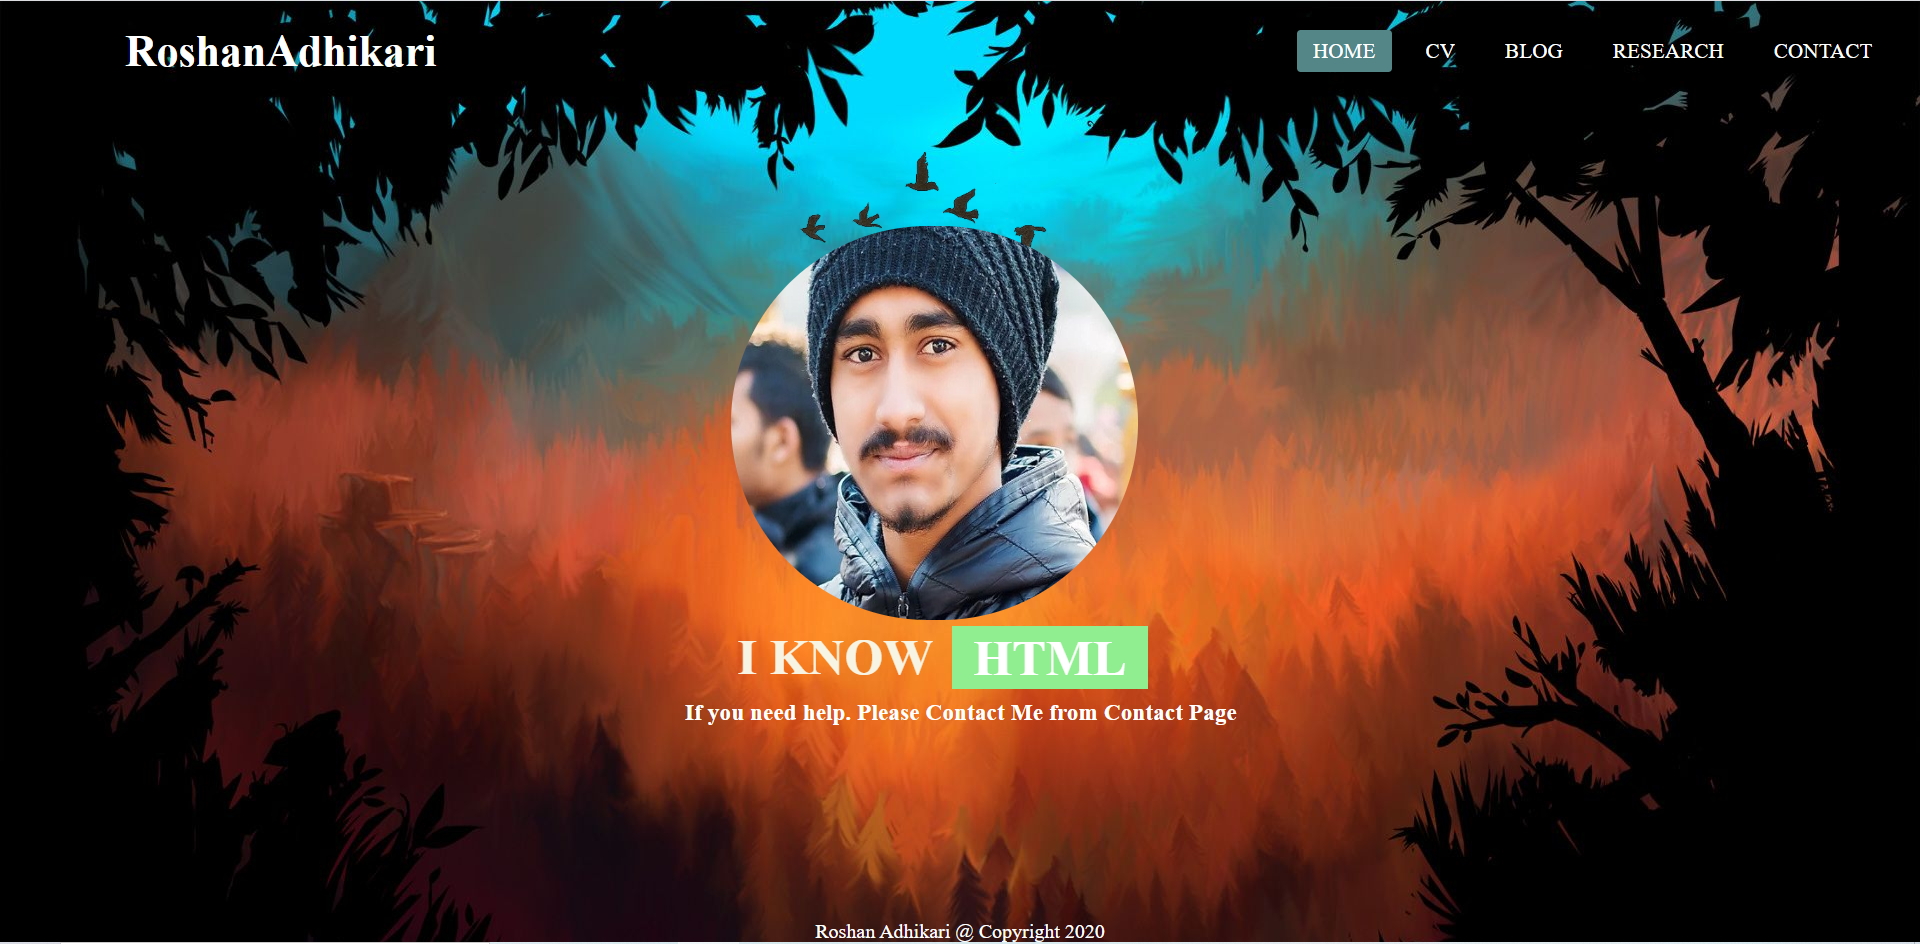 RoshanAdhikari
HOME CV BLOG RESEARCH CONTACT
I KNOW HTML
If you need help. Please Contact Me from Contact Page
Roshan Adhikari @ Copyright 2020